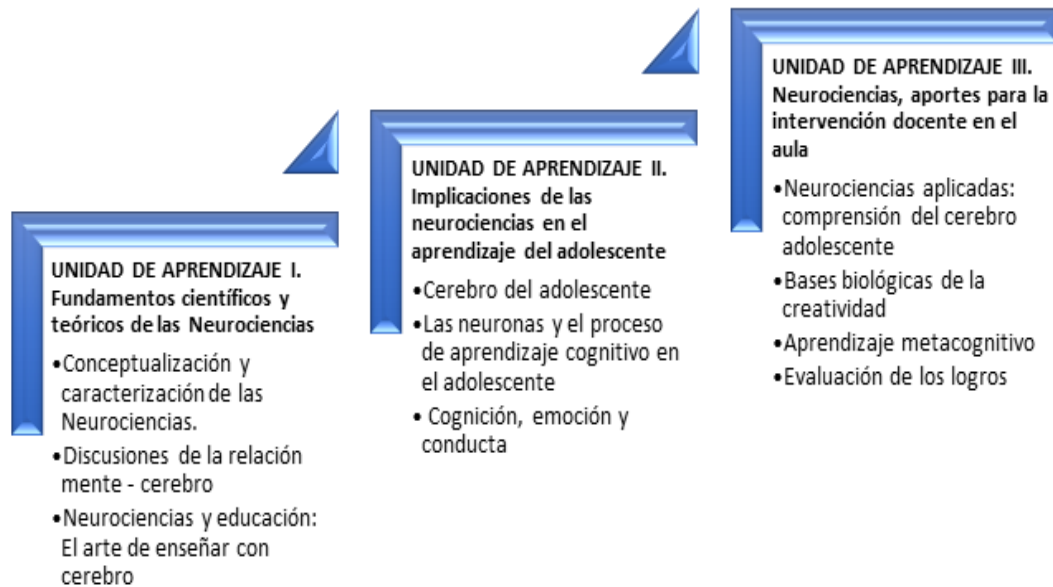 UNIDAD DE APRENDIZAJE I.
Fundamentos científicos y
teóricos de las Neurociencias
•Conceptualización y
caracterización de las
Neurociencias.
•Discusiones de la relación
mente - cerebro
•Neurociencias y educación:
El arte de enseñar con
cerebro
UNIDAD DE APRENDIZAJE II.
Implicaciones de las
neurociencias en el
aprendizaje del adolescente
•Cerebro del adolescente
•Las neuronas y el proceso
de aprendizaje cognitivo en
el adolescente
• Cognición, emoción y
conducta
UNIDAD DE APRENDIZAJE III.
Neurociencias, aportes para la
intervención docente en el
aula
•Neurociencias aplicadas:
comprensión del cerebro
adolescente
•Bases biológicas de la
creatividad
•Aprendizaje metacognitivo
•Evaluación de los logros